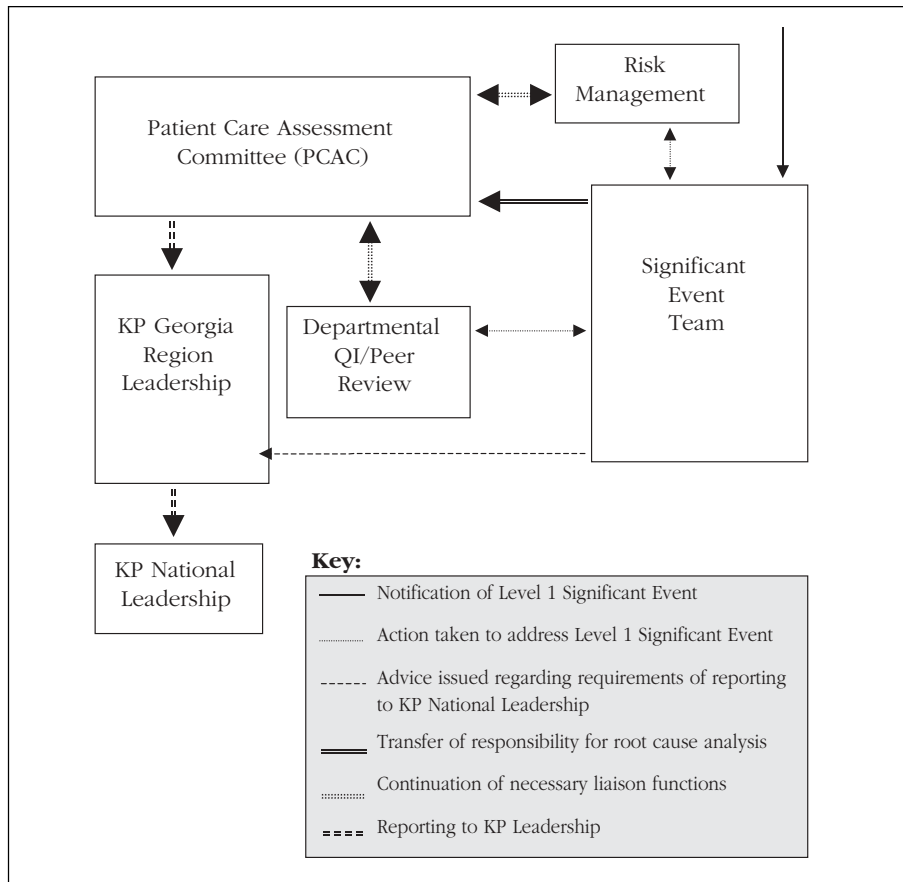 Risk
Management
Patient Care Assessment
Committee (PCAC)
Significant
Event
Team
KP Georgia
Region
Leadership
Departmental
QI/Peer
Review
KP National
Leadership
Key:
Notification of Level 1 Significant Event
Action taken to address Level 1 Significant Event
Advice issued regarding requirements of reporting
to KP National Leadership
Transfer of responsibility for root cause analysis
Continuation of necessary liaison functions
Reporting to KP Leadership